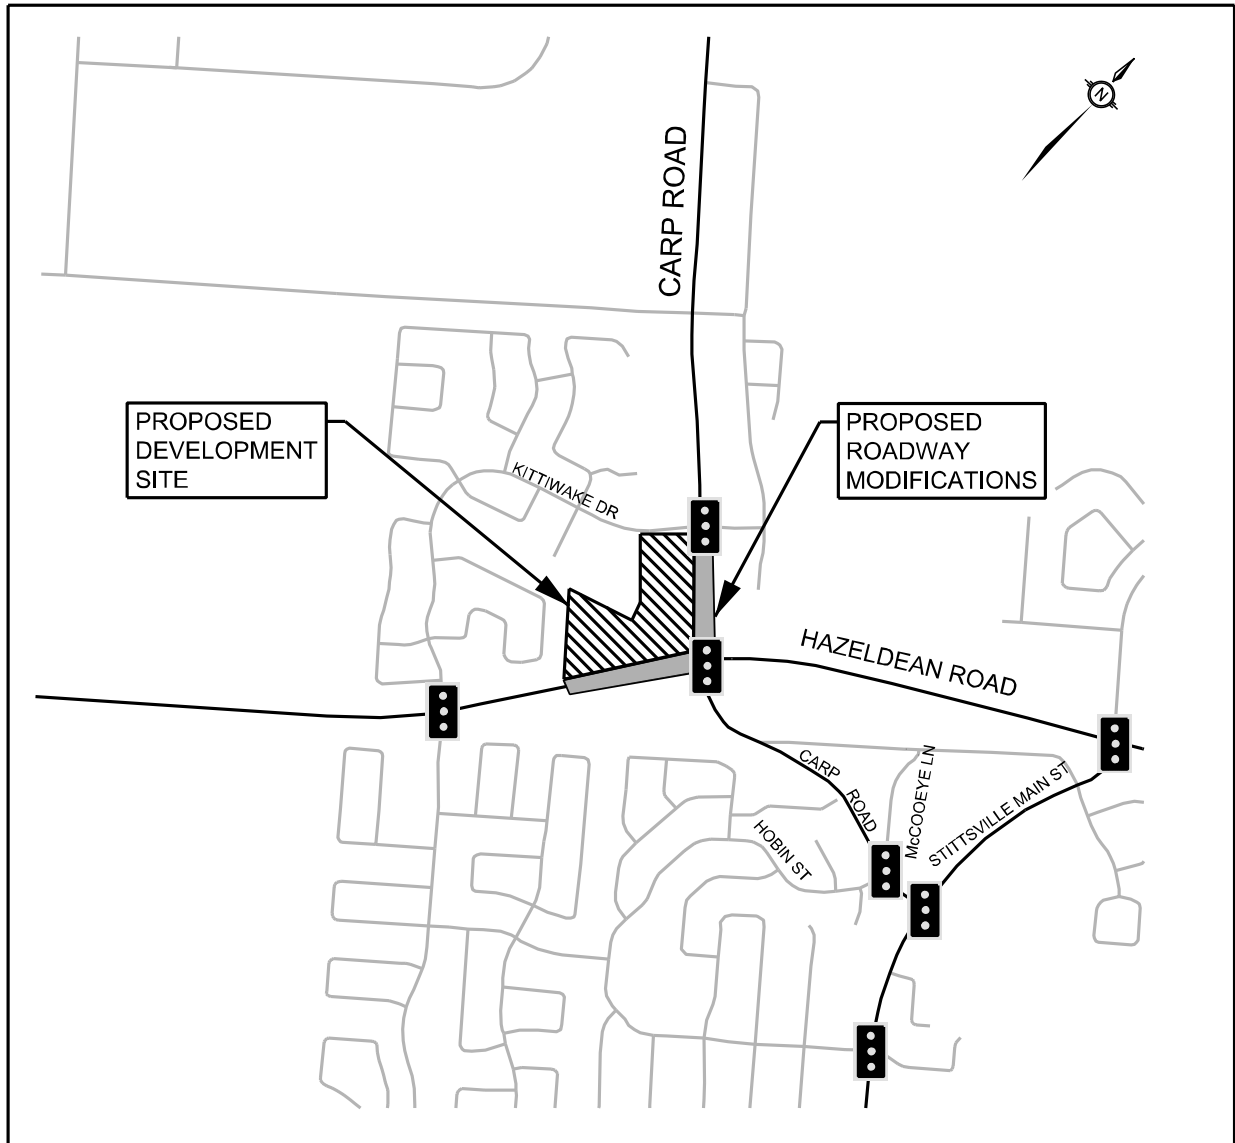 N
CARP ROAD
PROPOSED
DEVELOPMENT
SITE
PROPOSED
ROADWAY
MODIFICATIONS
KITTIWAKE DR
HAZELDEAN ROAD
CARP ROAD
McCOOEYE LN
STITTSVILLE MAIN ST
HOBIN ST